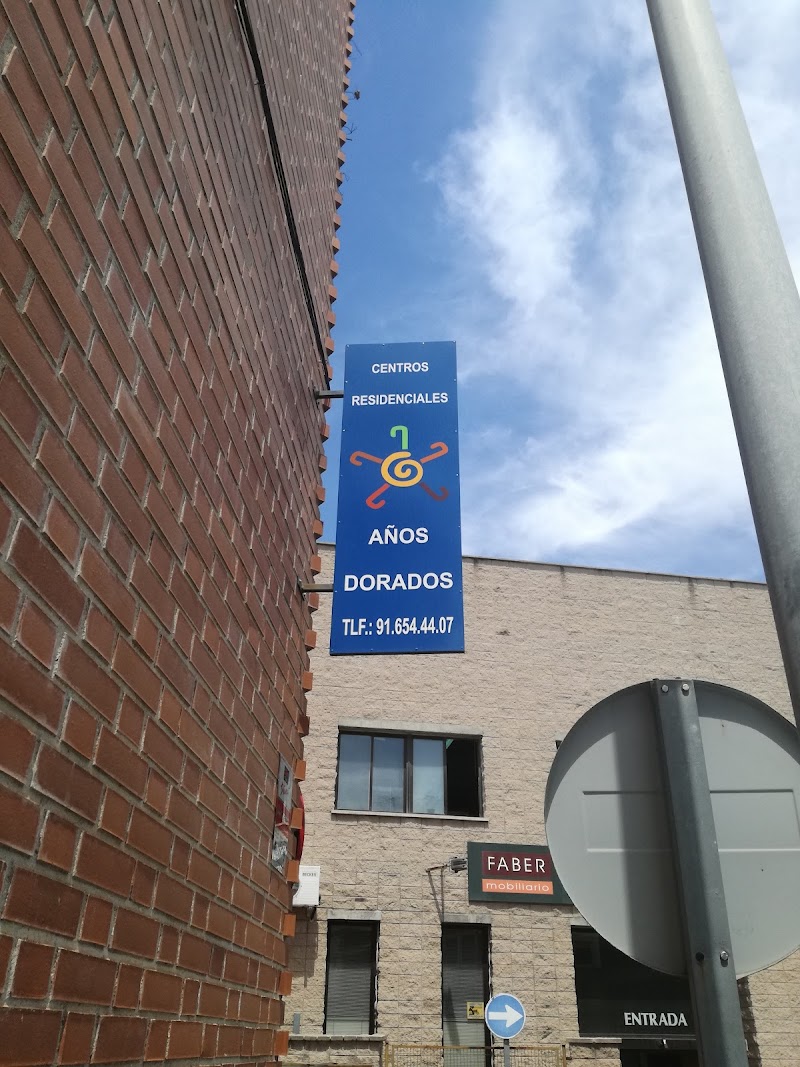 CENTROS
RESIDENCIALES
AÑOS
DORADOS
TLF.: 91.654.44.07
FABER
mobiliario
ENTRADA